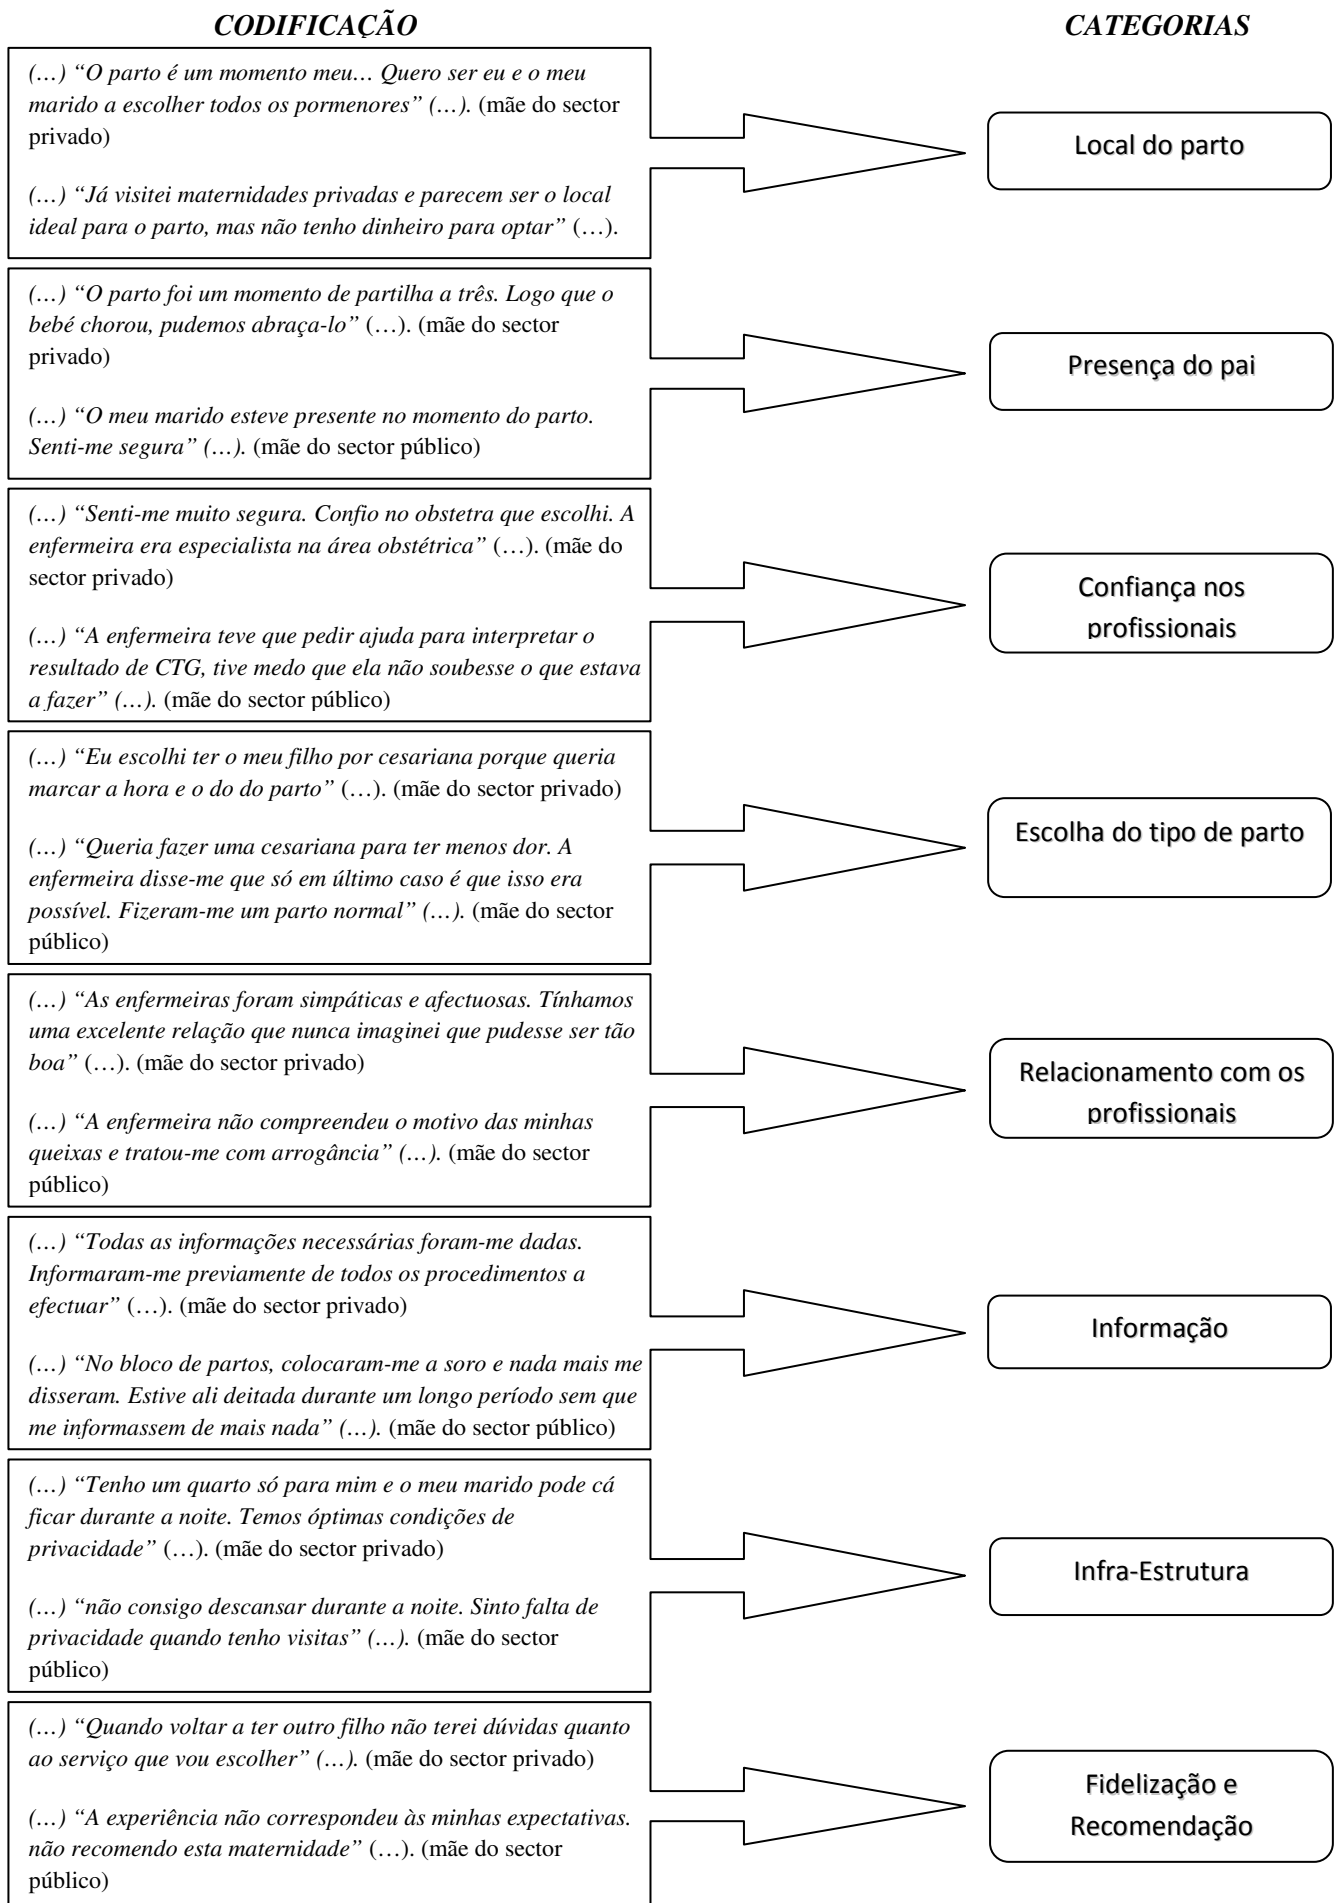 CODIFICAÇÃO
CATEGORIAS
(…) “O parto é um momento meu… Quero ser eu e o meu
marido a escolher todos os pormenores” (…). (mãe do sector
privado)
(…) “Já visitei maternidades privadas e parecem ser o local
ideal para o parto, mas não tenho dinheiro para optar” (…).
Local do parto
(…) “O parto foi um momento de partilha a três. Logo que o
bebé chorou, pudemos abraça-lo” (…). (mãe do sector
privado)
(…) “O meu marido esteve presente no momento do parto.
Senti-me segura” (…). (mãe do sector público)
Presença do pai
(…) “Senti-me muito segura. Confio no obstetra que escolhi. A
enfermeira era especialista na área obstétrica” (…). (mãe do
sector privado)
(…) “A enfermeira teve que pedir ajuda para interpretar o
resultado de CTG, tive medo que ela não soubesse o que estava
a fazer” (…). (mãe do sector público)
Confiança nos
profissionais
(…) “Eu escolhi ter o meu filho por cesariana porque queria
marcar a hora e o do do parto” (…). (mãe do sector privado)
(…) “Queria fazer uma cesariana para ter menos dor. A
enfermeira disse-me que só em último caso é que isso era
possível. Fizeram-me um parto normal” (…). (mãe do sector
público)
Escolha do tipo de parto
(…) “As enfermeiras foram simpáticas e afectuosas. Tínhamos
uma excelente relação que nunca imaginei que pudesse ser tão
boa” (…). (mãe do sector privado)
(…) “A enfermeira não compreendeu o motivo das minhas
queixas e tratou-me com arrogância” (…). (mãe do sector
público)
Relacionamento com os
profissionais
(…) “Todas as informações necessárias foram-me dadas.
Informaram-me previamente de todos os procedimentos a
efectuar” (…). (mãe do sector privado)
(…) “No bloco de partos, colocaram-me a soro e nada mais me
disseram. Estive ali deitada durante um longo período sem que
me informassem de mais nada” (…). (mãe do sector público)
Informação
(…) “Tenho um quarto só para mim e o meu marido pode cá
ficar durante a noite. Temos óptimas condições de
privacidade” (…). (mãe do sector privado)
(…) “não consigo descansar durante a noite. Sinto falta de
privacidade quando tenho visitas” (…). (mãe do sector
público)
Infra-Estrutura
(…) “Quando voltar a ter outro filho não terei dúvidas quanto
ao serviço que vou escolher” (…). (mãe do sector privado)
(…) “A experiência não correspondeu às minhas expectativas.
não recomendo esta maternidade” (…). (mãe do sector
público)
Fidelização e
Recomendação